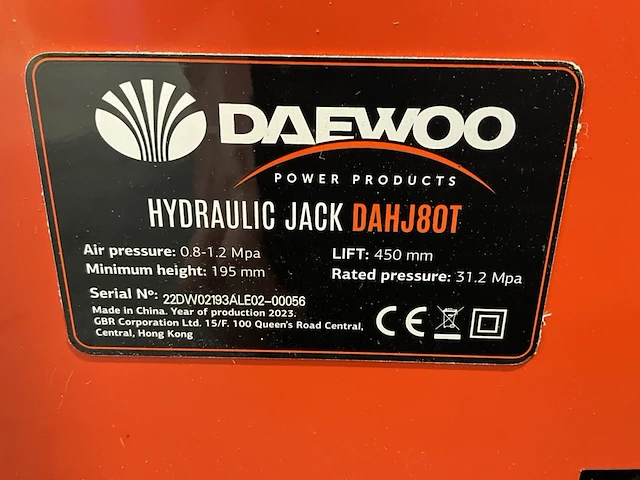 DAEWOO
POWER PRODUCTS
HYDRAULIC JACK DAHJ80T
Air pressure: 0.8-1.2 Mpa
Minimum height: 195 mm
LIFT: 450 mm
Rated pressure: 31.2 Mpa
Serial Nº: 22DW02193ALE02-00056
Made in China. Year of production 2023.
GBR Corporation Ltd. 15/F. 100 Queen's Road Central,
Central, Hong Kong
CE